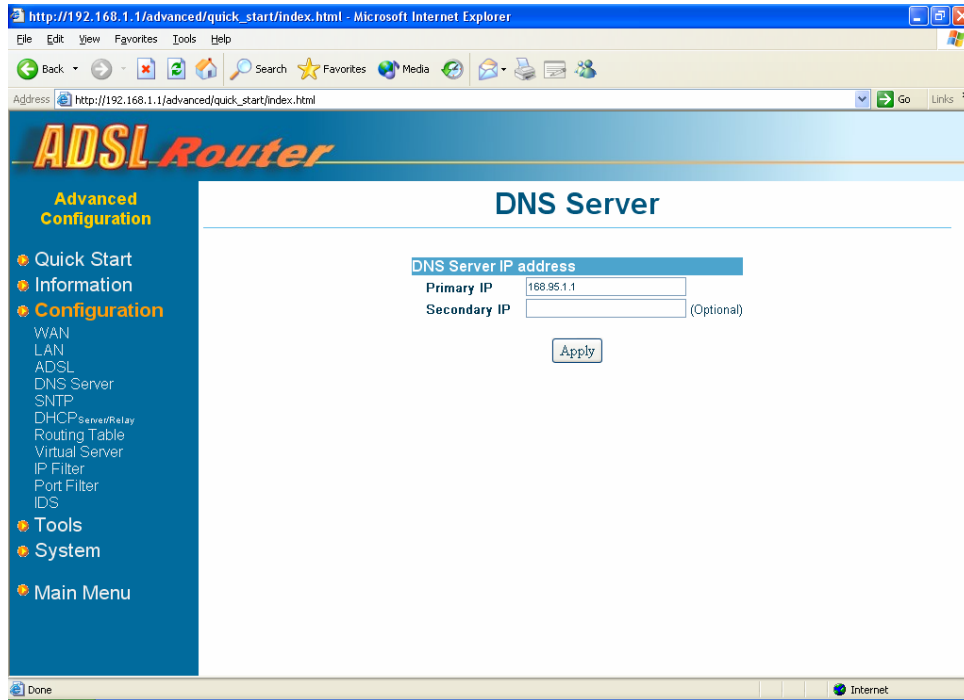 http://192.168.1.1/advanced/quick_start/index.html - Microsoft Internet Explorer
File Edit View Favorites Tools Help
Back Search Favorites Media
Address http://192.168.1.1/advanced/quick_start/index.html Go Links
ADSL Router
Advanced
Configuration
Quick Start
Information
Configuration
WAN
LAN
ADSL
DNS Server
SNTP
DHCP Server/Relay
Routing Table
Virtual Server
IP Filter
Port Filter
IDS
Tools
System
Main Menu
DNS Server
DNS Server IP address
Primary IP 168.95.1.1
Secondary IP (Optional)
Apply
Done Internet